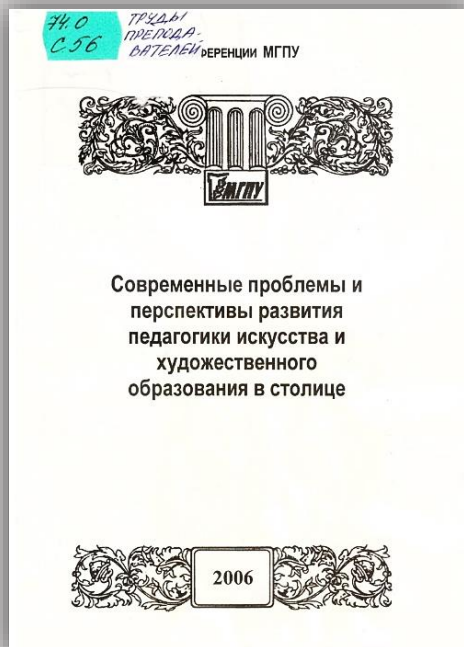 74.0
С56
ТРУДЫ
ПРЕПОДА-
ВАТЕЛЕЙ
ФЕРЕНЦИИ МГПУ
МГПУ
Современные проблемы и
перспективы развития
педагогики искусства и
художественного
образования в столице
2006